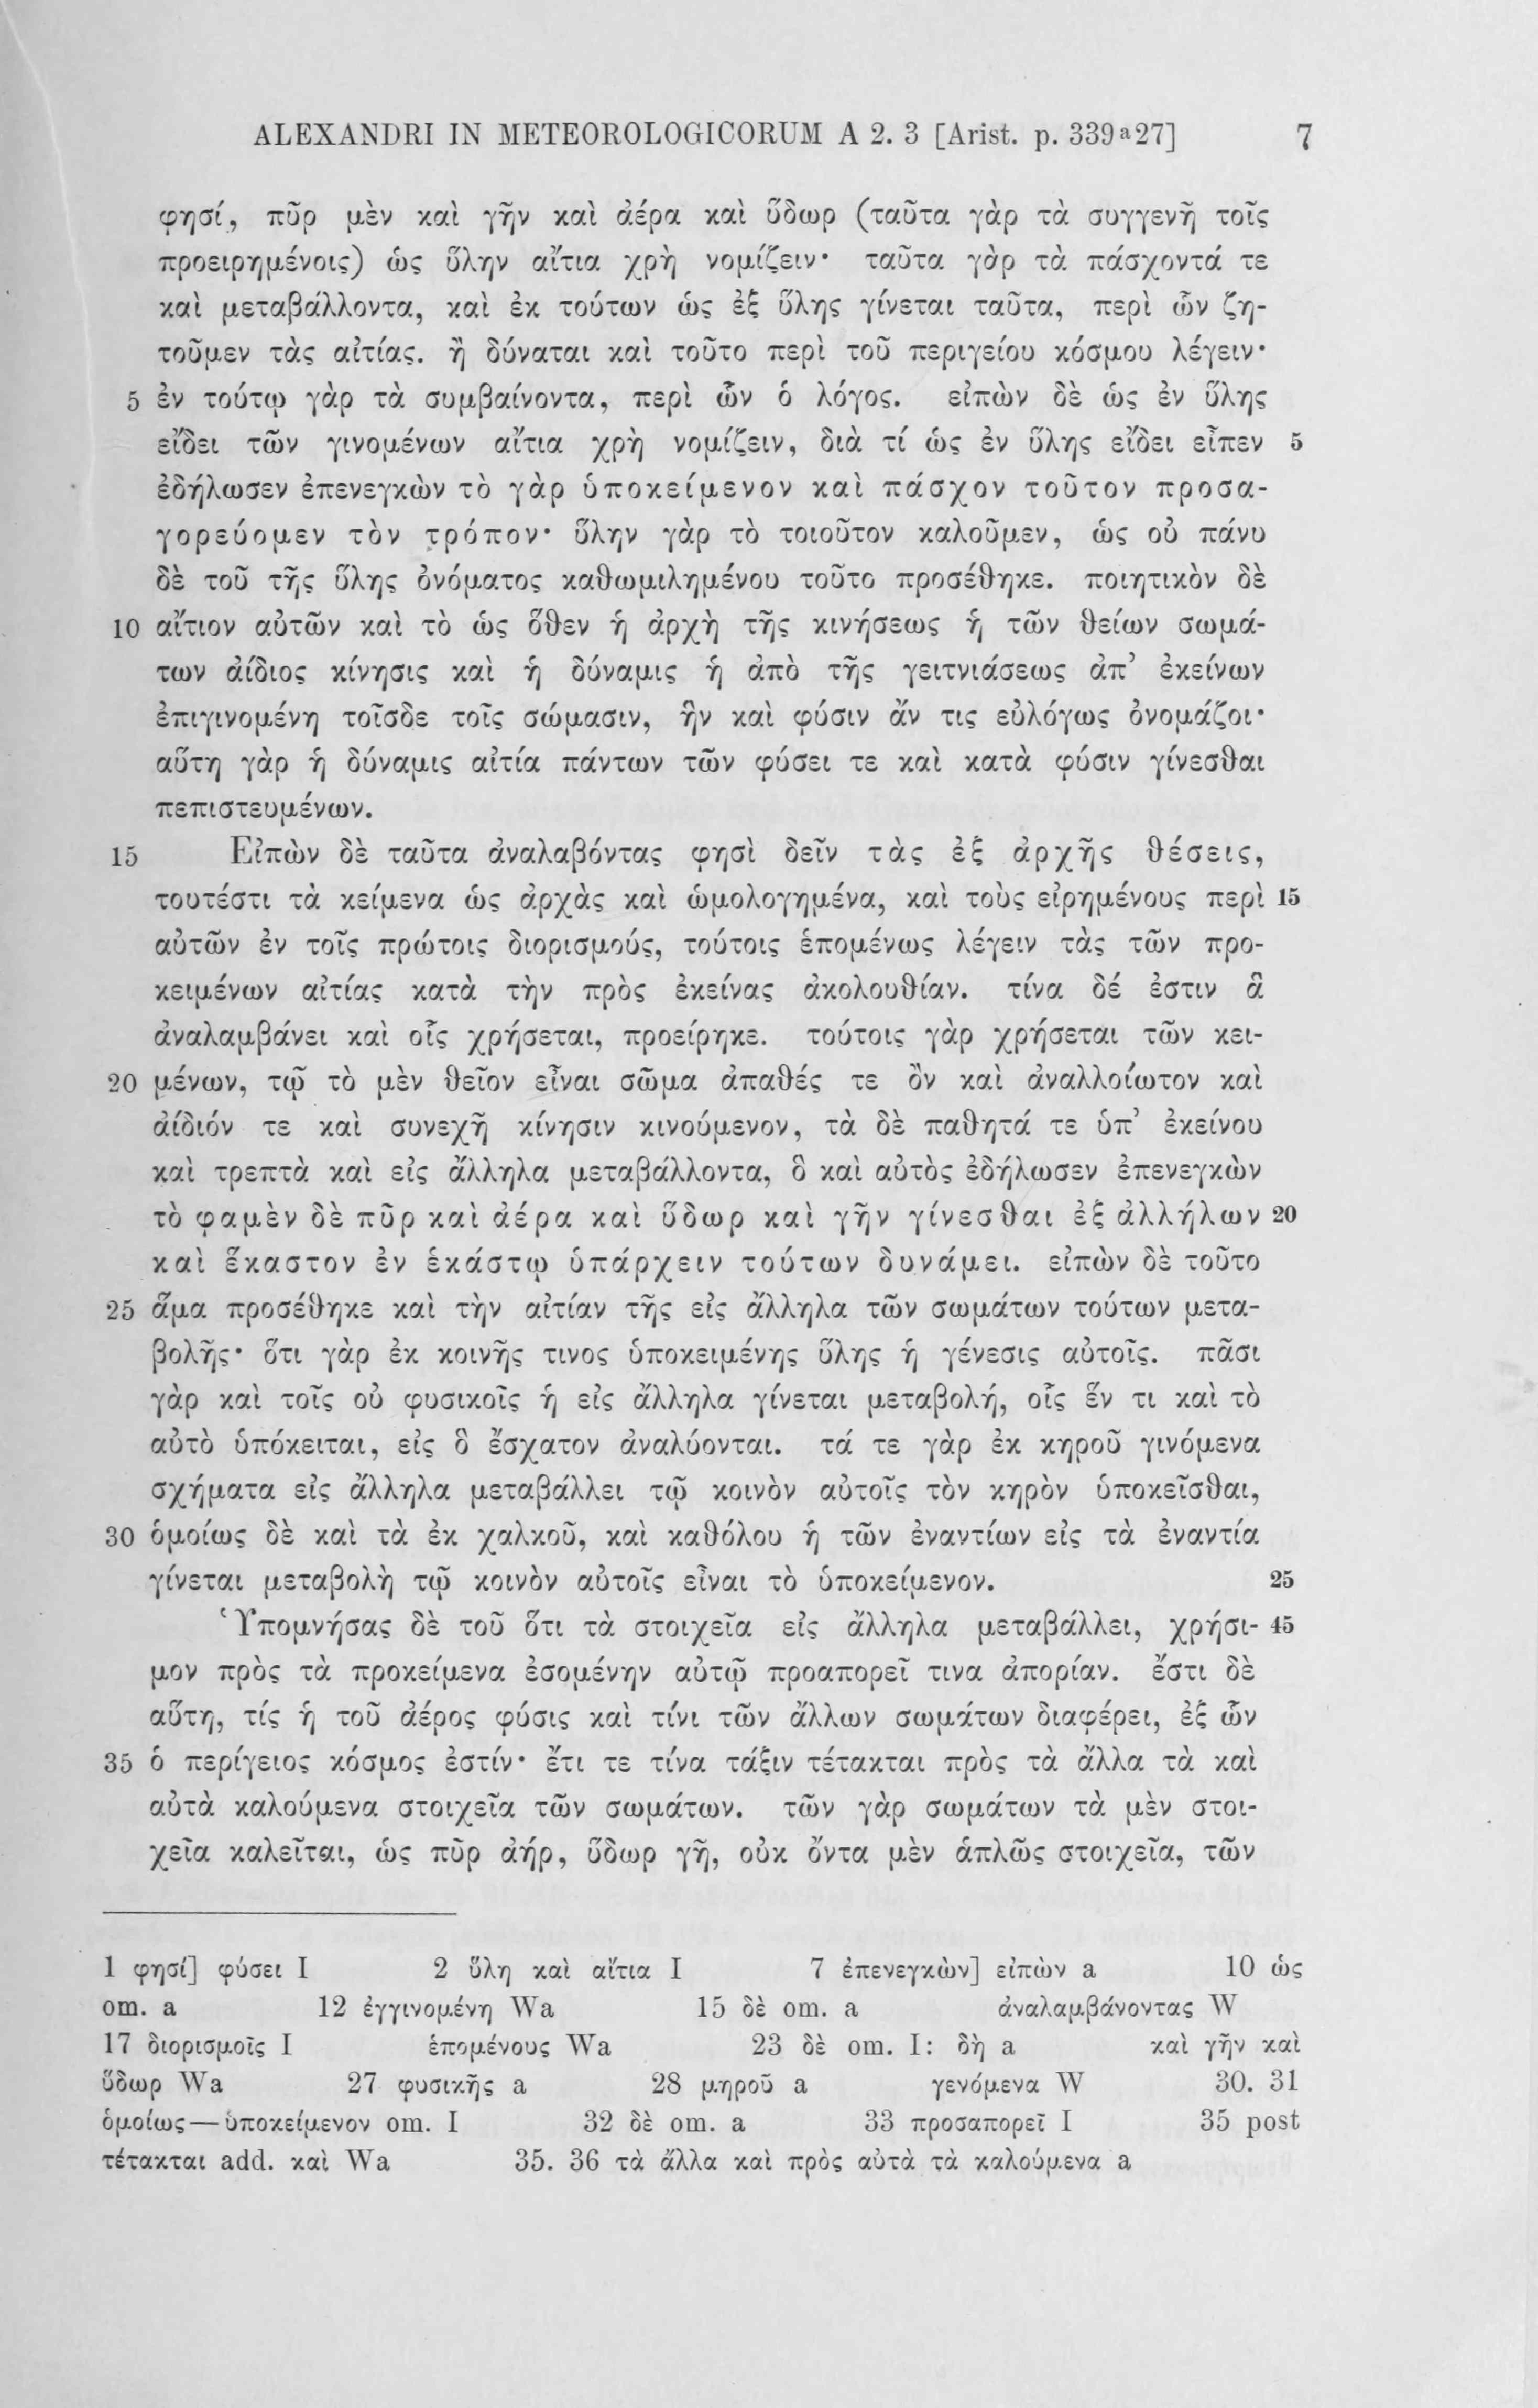 ALEXANDRI IN METEOROLOGICORUM A 2. 3 [Arist. p. 339ᵃ27] 7
φησί, πῦρ μὲν καὶ γῆν καὶ ἀέρα καὶ ὕδωρ (ταῦτα γὰρ τὰ συγγενῆ τοῖς
προειρημένοις) ὡς ὕλην αἴτια χρὴ νομίζειν· ταῦτα γὰρ τὰ πάσχοντά τε
καὶ μεταβάλλοντα, καὶ ἐκ τούτων ὡς ἐξ ὕλης γίνεται ταῦτα, περὶ ὧν ζη-
τοῦμεν τὰς αἰτίας. ἢ δύναται καὶ τοῦτο περὶ τοῦ περιγείου κόσμου λέγειν·
5 ἐν τούτῳ γὰρ τὰ συμβαίνοντα, περὶ ὧν ὁ λόγος. εἰπὼν δὲ ὡς ἐν ὕλης
εἴδει τῶν γινομένων αἴτια χρὴ νομίζειν, διὰ τί ὡς ἐν ὕλης εἴδει εἶπεν 5
ἐδήλωσεν ἐπενεγκὼν τὸ γὰρ ὑποκείμενον καὶ πάσχον τοῦτον προσα-
γορεύομεν τὸν τρόπον· ὕλην γὰρ τὸ τοιοῦτον καλοῦμεν, ὡς οὐ πάνυ
δὲ τοῦ τῆς ὕλης ὀνόματος καθωμιλημένου τοῦτο προσέθηκε. ποιητικὸν δὲ
10 αἴτιον αὐτῶν καὶ τὸ ὡς ὅθεν ἡ ἀρχὴ τῆς κινήσεως ἡ τῶν θείων σωμά-
των ἀίδιος κίνησις καὶ ἡ δύναμις ἡ ἀπὸ τῆς γειτνιάσεως ἀπ’ ἐκείνων
ἐπιγινομένη τοῖσδε τοῖς σώμασιν, ἣν καὶ φύσιν ἄν τις εὐλόγως ὀνομάζοι·
αὕτη γὰρ ἡ δύναμις αἰτία πάντων τῶν φύσει τε καὶ κατὰ φύσιν γίνεσθαι
πεπιστευμένων.
15 Εἰπὼν δὲ ταῦτα ἀναλαβόντας φησὶ δεῖν τὰς ἐξ ἀρχῆς θέσεις,
τουτέστι τὰ κείμενα ὡς ἀρχὰς καὶ ὡμολογημένα, καὶ τοὺς εἰρημένους περὶ 15
αὐτῶν ἐν τοῖς πρώτοις διορισμούς, τούτοις ἑπομένως λέγειν τὰς τῶν προ-
κειμένων αἰτίας κατὰ τὴν πρὸς ἐκείνας ἀκολουθίαν. τίνα δέ ἐστιν ἃ
ἀναλαμβάνει καὶ οἷς χρήσεται, προείρηκε. τούτοις γὰρ χρήσεται τῶν κει-
20 μένων, τῷ τὸ μὲν θεῖον εἶναι σῶμα ἀπαθές τε ὂν καὶ ἀναλλοίωτον καὶ
ἀίδιόν τε καὶ συνεχῆ κίνησιν κινούμενον, τὰ δὲ παθητά τε ὑπ’ ἐκείνου
καὶ τρεπτὰ καὶ εἰς ἄλληλα μεταβάλλοντα, ὃ καὶ αὐτὸς ἐδήλωσεν ἐπενεγκὼν
τὸ φαμὲν δὲ πῦρ καὶ ἀέρα καὶ ὕδωρ καὶ γῆν γίνεσθαι ἐξ ἀλλήλων 20
καὶ ἕκαστον ἐν ἑκάστῳ ὑπάρχειν τούτων δυνάμει. εἰπὼν δὲ τοῦτο
25 ἅμα προσέθηκε καὶ τὴν αἰτίαν τῆς εἰς ἄλληλα τῶν σωμάτων τούτων μετα-
βολῆς· ὅτι γὰρ ἐκ κοινῆς τινος ὑποκειμένης ὕλης ἡ γένεσις αὐτοῖς. πᾶσι
γὰρ καὶ τοῖς οὐ φυσικοῖς ἡ εἰς ἄλληλα γίνεται μεταβολή, οἷς ἕν τι καὶ τὸ
αὐτὸ ὑπόκειται, εἰς ὃ ἔσχατον ἀναλύονται. τά τε γὰρ ἐκ κηροῦ γινόμενα
σχήματα εἰς ἄλληλα μεταβάλλει τῷ κοινὸν αὐτοῖς τὸν κηρὸν ὑποκεῖσθαι,
30 ὁμοίως δὲ καὶ τὰ ἐκ χαλκοῦ, καὶ καθόλου ἡ τῶν ἐναντίων εἰς τὰ ἐναντία
γίνεται μεταβολὴ τῷ κοινὸν αὐτοῖς εἶναι τὸ ὑποκείμενον. 25
Ὑπομνήσας δὲ τοῦ ὅτι τὰ στοιχεῖα εἰς ἄλληλα μεταβάλλει, χρήσι- 45
μον πρὸς τὰ προκείμενα ἐσομένην αὐτῷ προαπορεῖ τινα ἀπορίαν. ἔστι δὲ
αὕτη, τίς ἡ τοῦ ἀέρος φύσις καὶ τίνι τῶν ἄλλων σωμάτων διαφέρει, ἐξ ὧν
35 ὁ περίγειος κόσμος ἐστίν· ἔτι τε τίνα τάξιν τέτακται πρὸς τὰ ἄλλα τὰ καὶ
αὐτὰ καλούμενα στοιχεῖα τῶν σωμάτων. τῶν γὰρ σωμάτων τὰ μὲν στοι-
χεῖα καλεῖται, ὡς πῦρ ἀήρ, ὕδωρ γῆ, οὐκ ὄντα μὲν ἁπλῶς στοιχεῖα, τῶν
1 φησί] φύσει I 2 ὕλη καὶ αἴτια I 7 ἐπενεγκὼν] εἰπὼν a 10 ὡς
om. a 12 ἐγγινομένη Wa 15 δὲ om. a ἀναλαμβάνοντας W
17 διορισμοῖς I ἑπομένους Wa 23 δὲ om. I: δὴ a καὶ γῆν καὶ
ὕδωρ Wa 27 φυσικῆς a 28 μηροῦ a γενόμενα W 30. 31
ὁμοίως—ὑποκείμενον om. I 32 δὲ om. a 33 προσαπορεῖ I 35 post
τέτακται add. καὶ Wa 35. 36 τὰ ἄλλα καὶ πρὸς αὐτὰ τὰ καλούμενα a